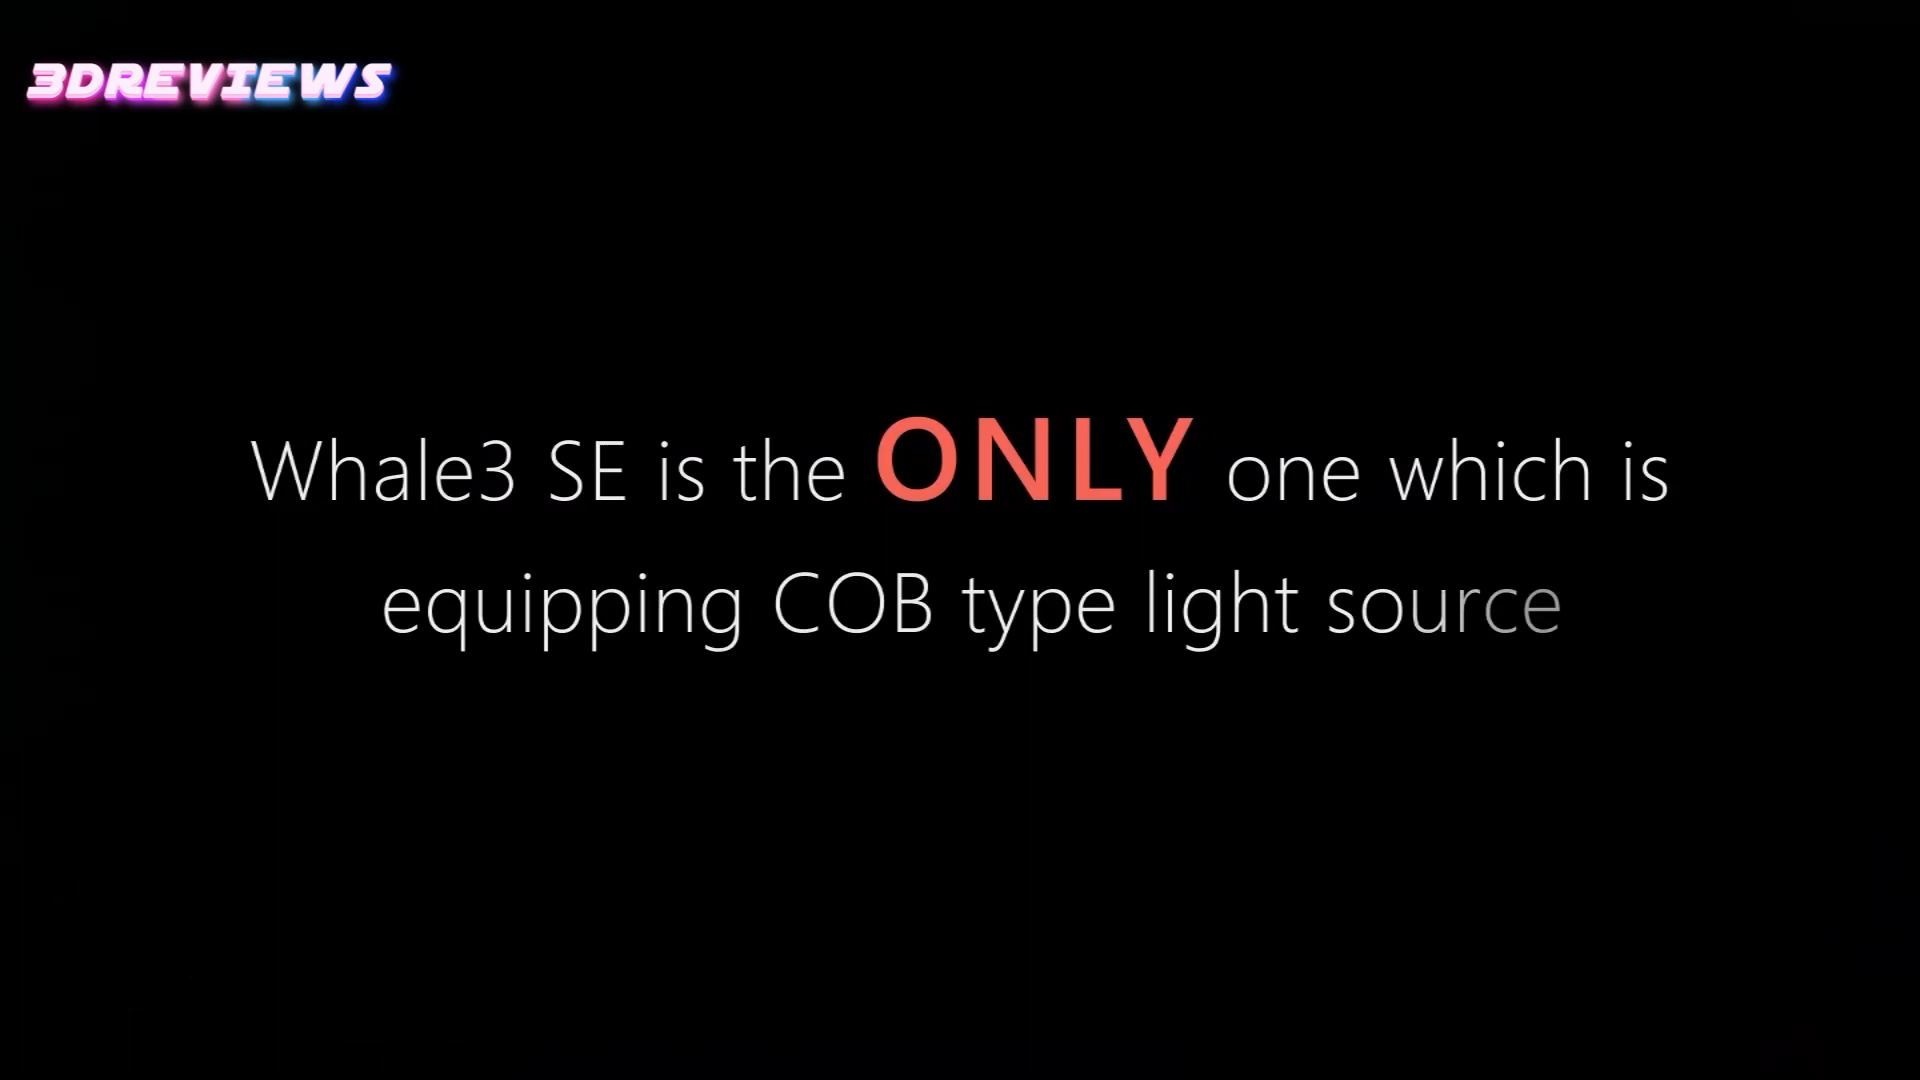 3DREVIEWS
Whale3 SE is the ONLY one which is
equipping COB type light source